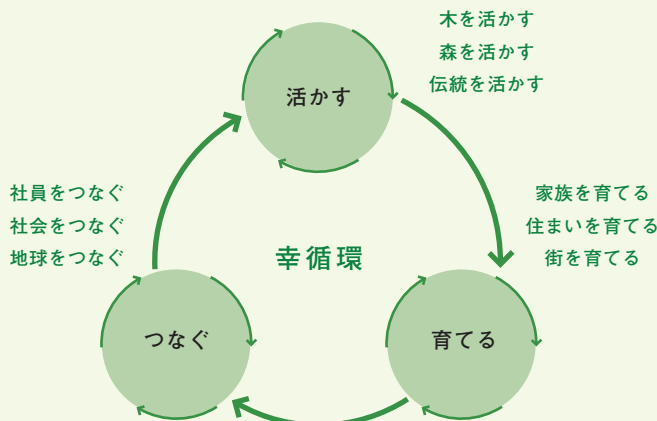 木を活かす
森を活かす
伝統を活かす
活かす
社員をつなぐ
社会をつなぐ
地球をつなぐ
家族を育てる
住まいを育てる
街を育てる
幸循環
つなぐ
育てる